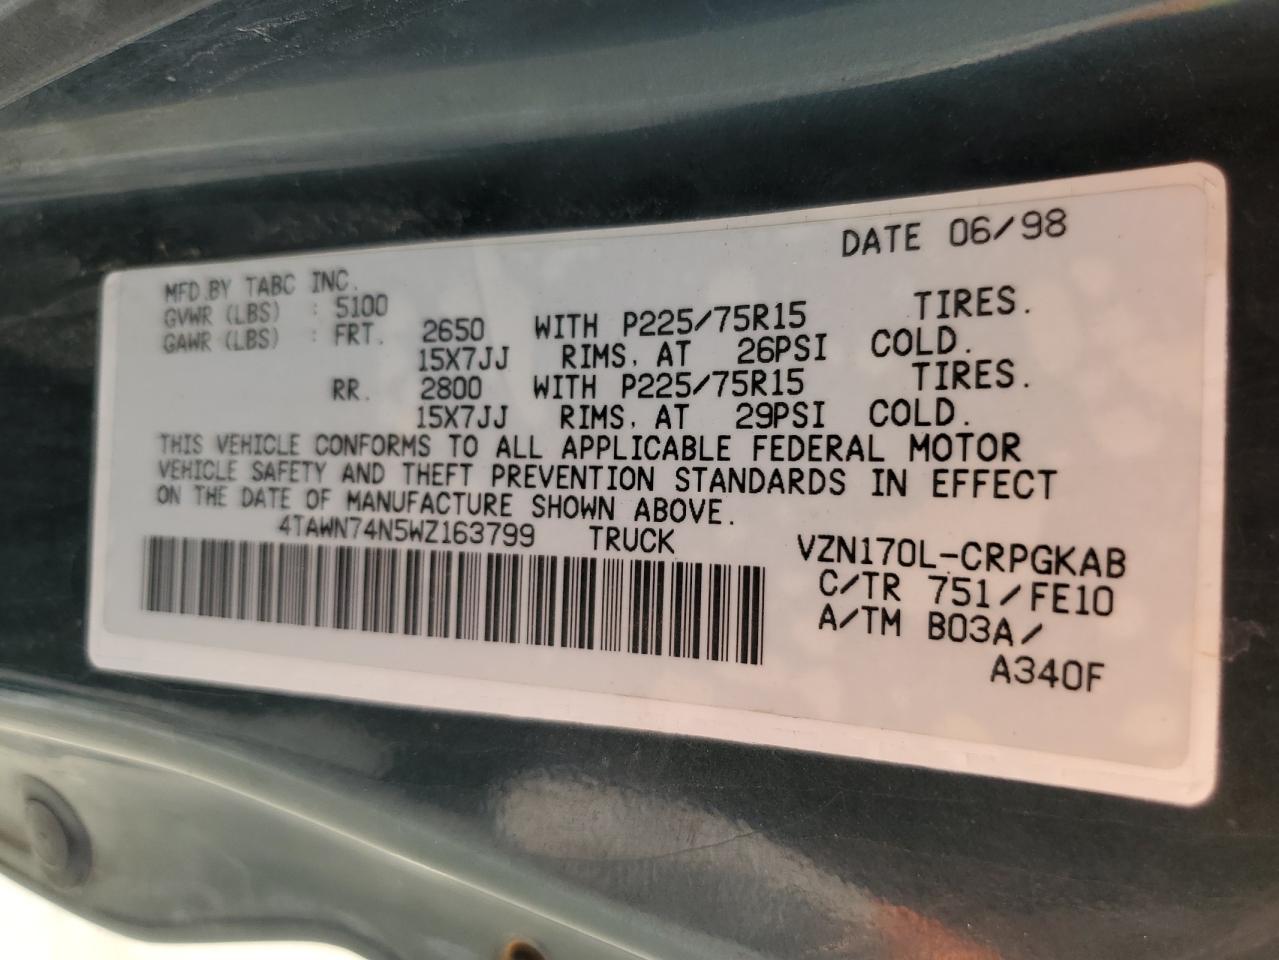 DATE 06/98
MFD.BY TABC INC.
GVWR (LBS) : 5100
GAWR (LBS) : FRT. 2650 WITH P225/75R15 TIRES.
15X7JJ RIMS, AT 26PSI COLD.
RR. 2800 WITH P225/75R15 TIRES.
15X7JJ RIMS, AT 29PSI COLD.
THIS VEHICLE CONFORMS TO ALL APPLICABLE FEDERAL MOTOR
VEHICLE SAFETY AND THEFT PREVENTION STANDARDS IN EFFECT
ON THE DATE OF MANUFACTURE SHOWN ABOVE.
4TAWN74N5WZ163799 TRUCK VZN170L-CRPGKAB
C/TR 751/FE10
A/TM B03A/
A340F